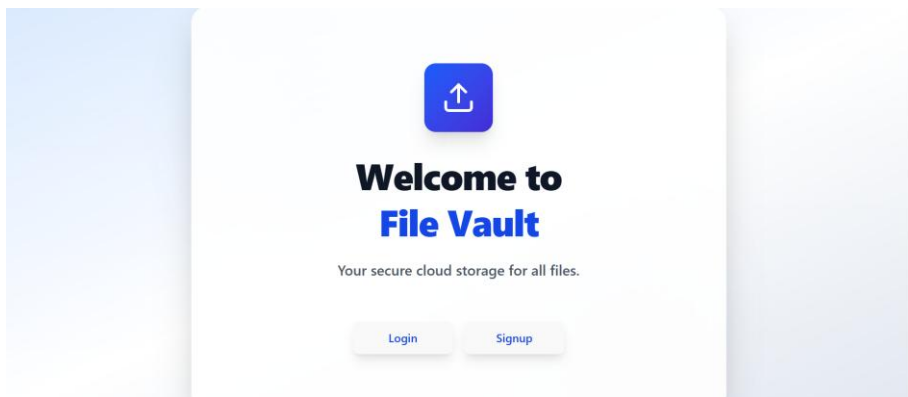 Welcome to
File Vault
Your secure cloud storage for all files.
Login
Signup